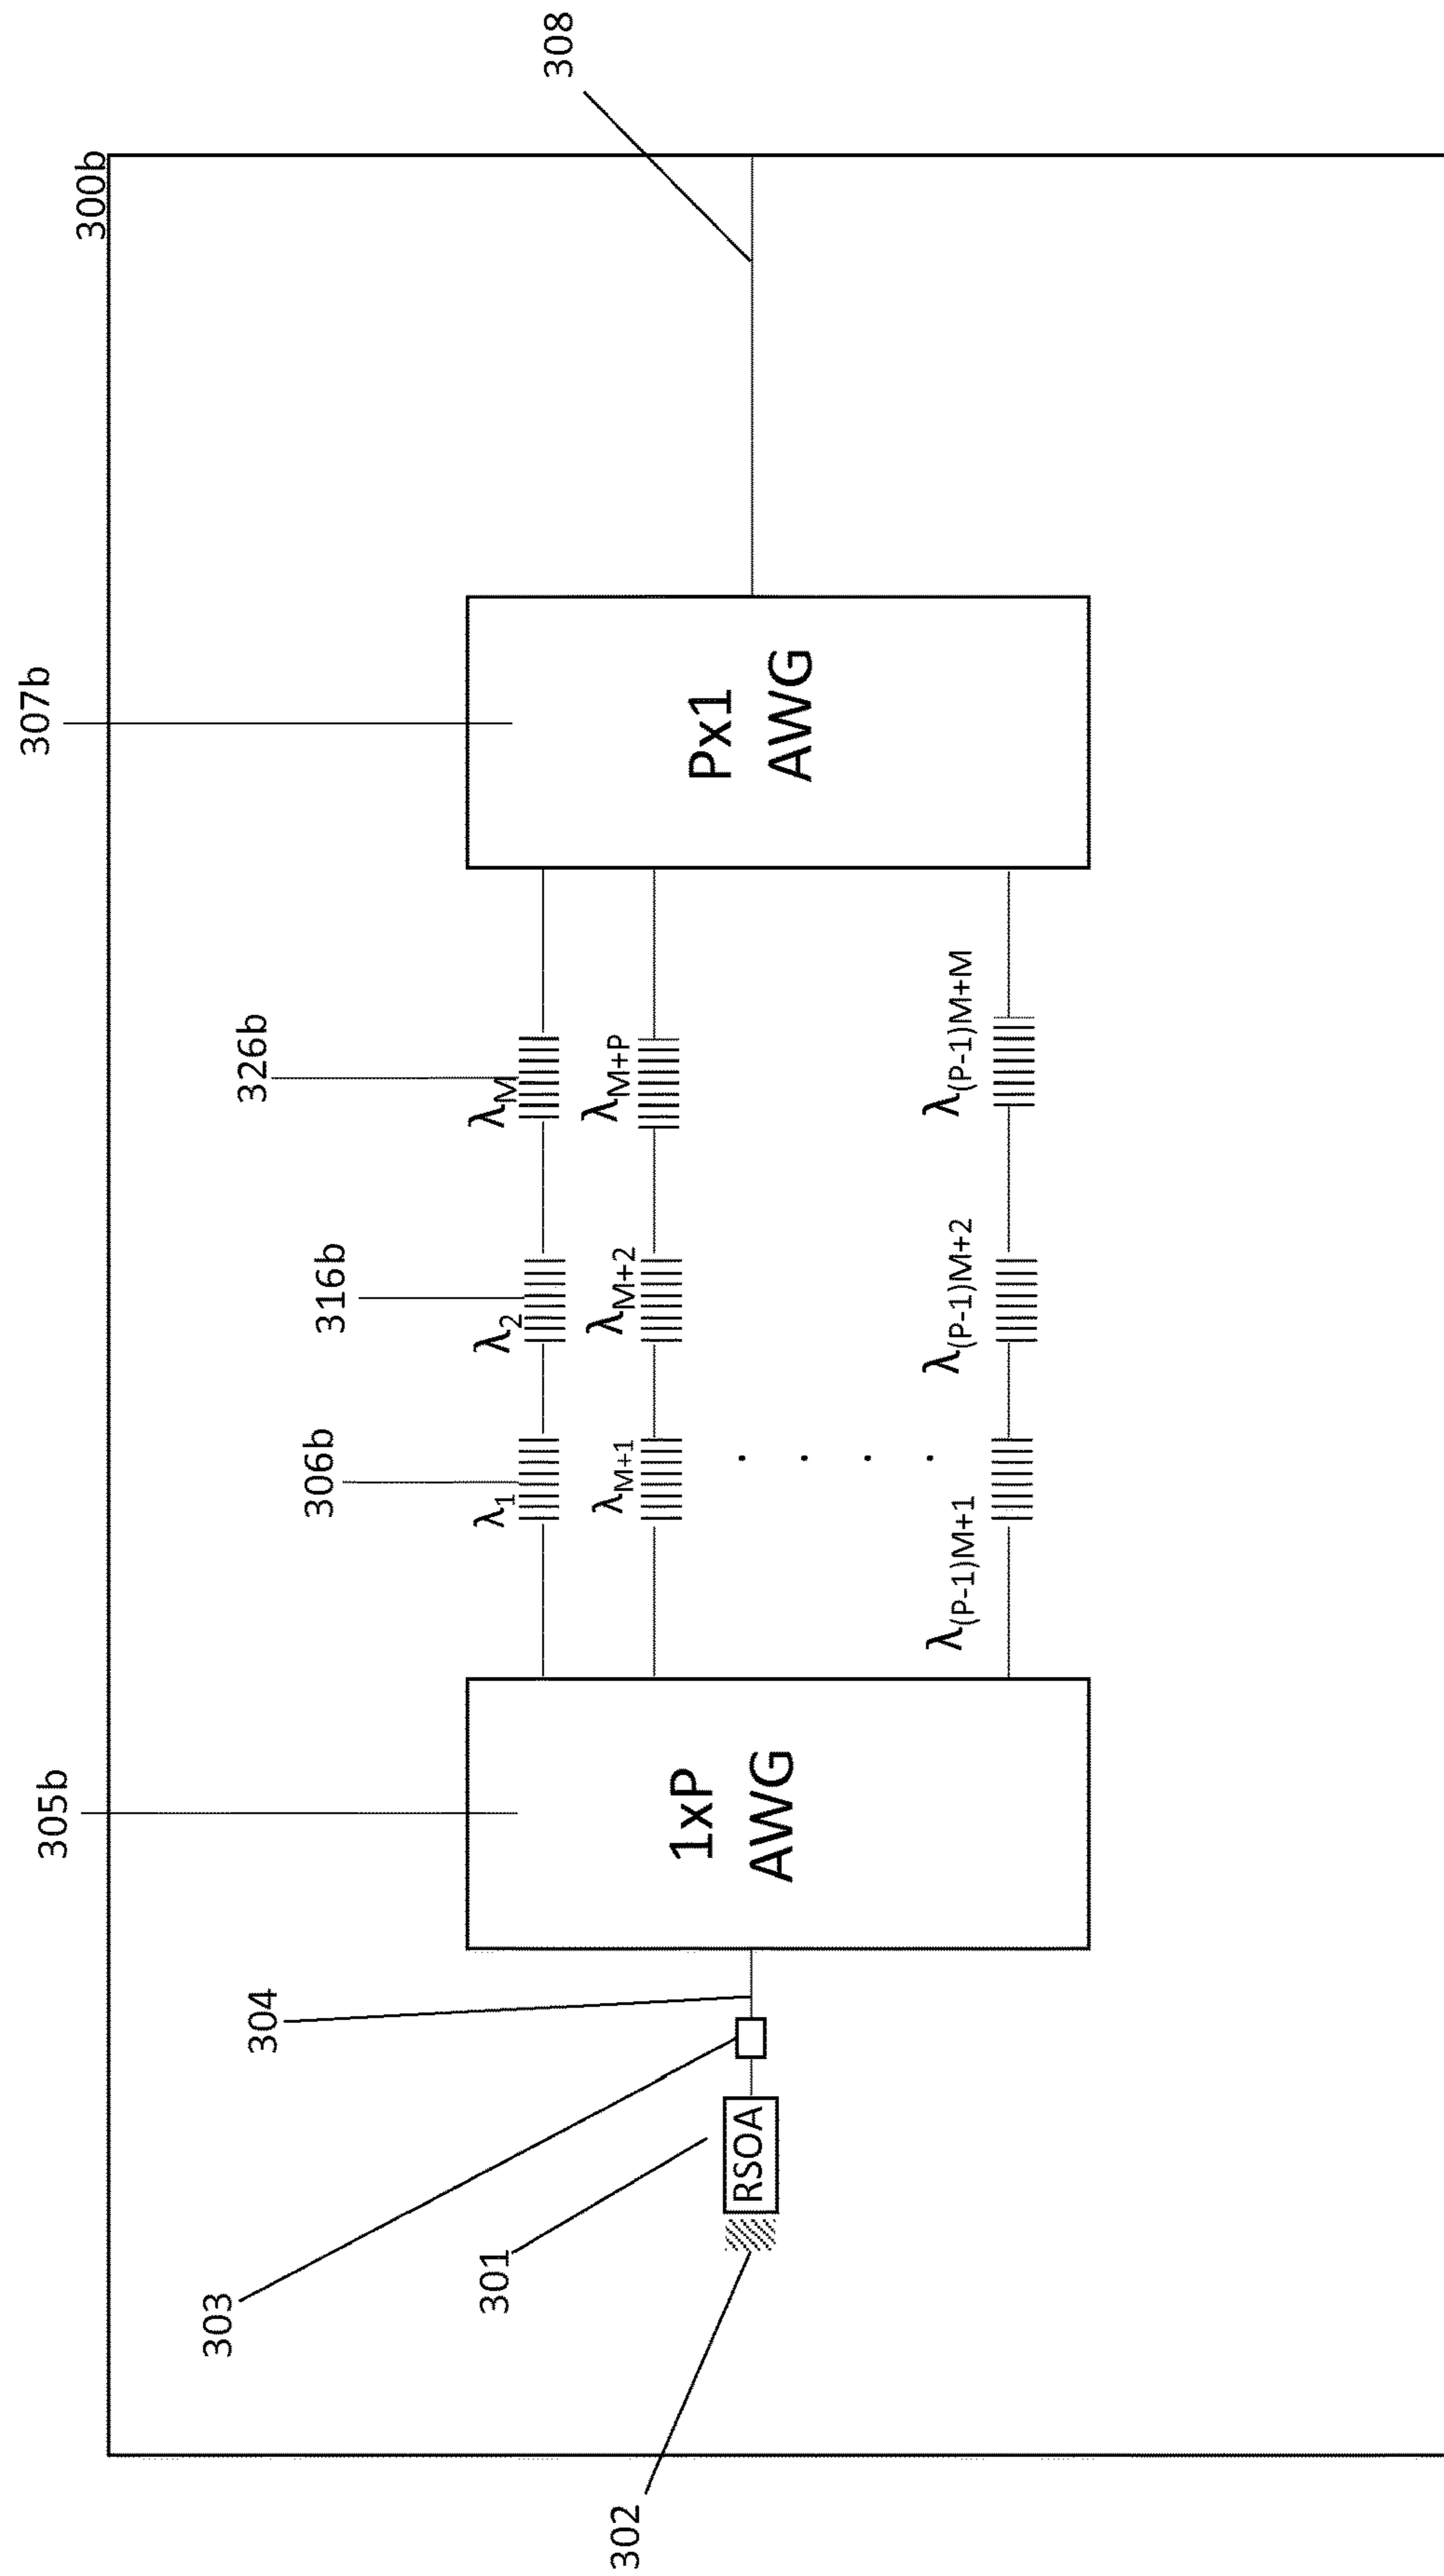 300b
305b
307b
303
304
306b
316b
326b
308
λ1
λ2
λM
λM+1
λM+2
λM+P
. . . .
λ(P-1)M+1
λ(P-1)M+2
λ(P-1)M+M
302
301
RSOA
1xP
AWG
Px1
AWG